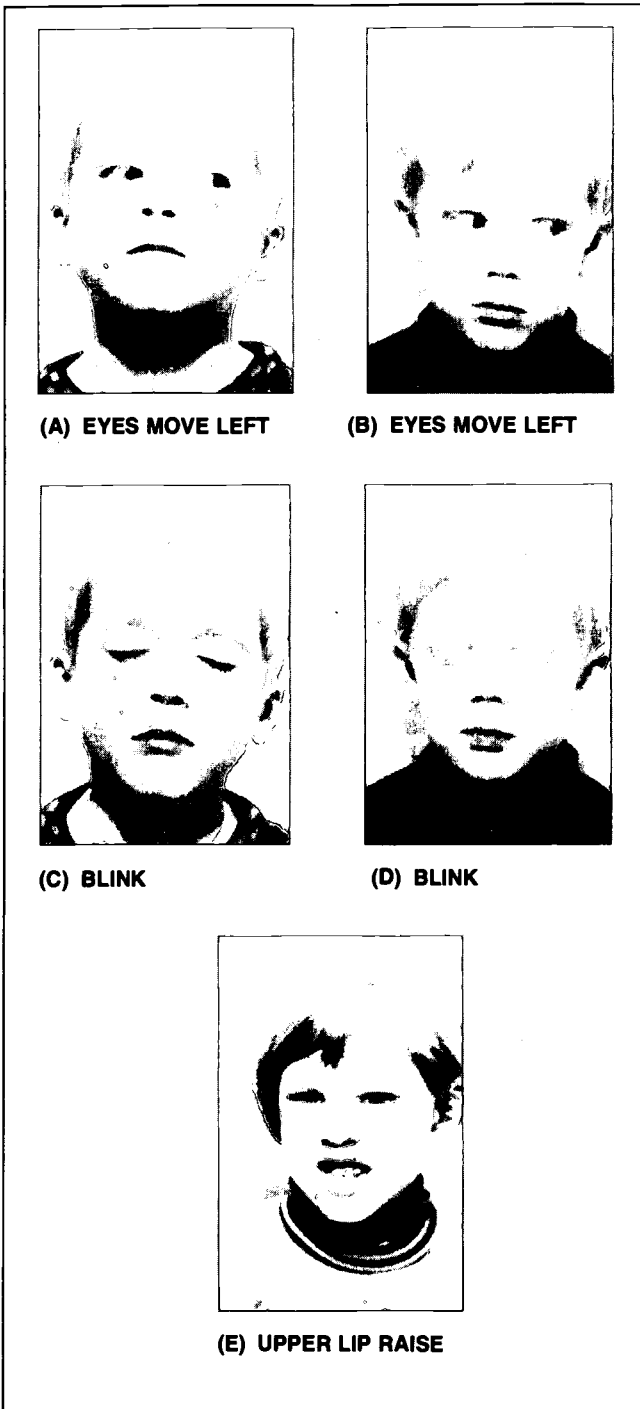 (A) EYES MOVE LEFT
(B) EYES MOVE LEFT
(C) BLINK
(D) BLINK
(E) UPPER LIP RAISE